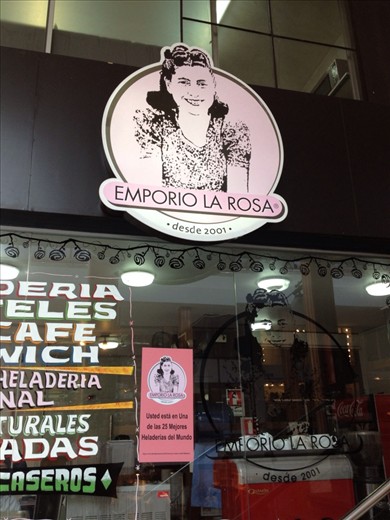 EMPORIO LA ROSA®
• desde 2001 •
DERIA
TELES
CAFE
WICH
HELADERIA
NAL
TURALES
ADAS
CASEROS
EMPORIO LA ROSA
Usted está en Una
de las 25 Mejores
Heladerías del Mundo
EMPORIO LA ROSA
desde 2001